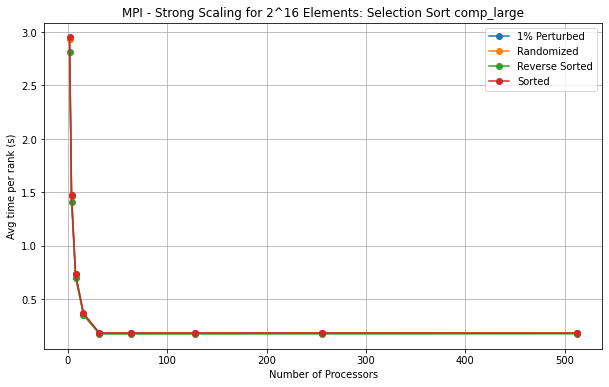 MPI - Strong Scaling for 2^16 Elements: Selection Sort comp_large
1% Perturbed
Randomized
Reverse Sorted
Sorted
Avg time per rank (s)
3.0
2.5
2.0
1.5
1.0
0.5
0
100
200
300
400
500
Number of Processors